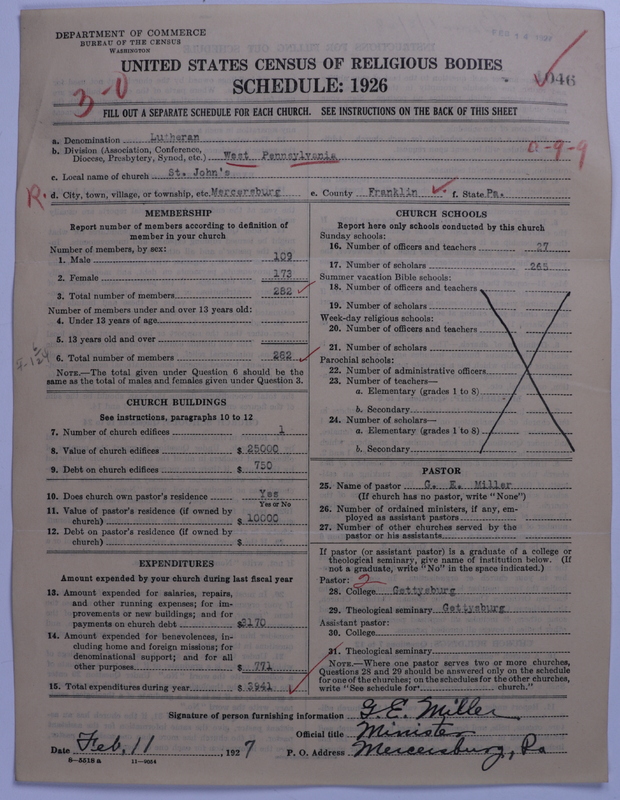 DEPARTMENT OF COMMERCE
BUREAU OF THE CENSUS
WASHINGTON
UNITED STATES CENSUS OF RELIGIOUS BODIES
SCHEDULE: 1926
3-0
FILL OUT A SEPARATE SCHEDULE FOR EACH CHURCH. SEE INSTRUCTIONS ON THE BACK OF THIS SHEET
a. Denomination Lutheran
b. Division (Association, Conference,
Diocese, Presbytery, Synod, etc.) West Pennsylvania
c. Local name of church St. John's
R. d. City, town, village, or township, etc. Mercersburg e. County Franklin f. State Pa.
MEMBERSHIP
Report number of members according to definition of
member in your church
Number of members, by sex:
1. Male 109
2. Female 173
3. Total number of members 282
Number of members under and over 13 years old:
4. Under 13 years of age
5. 13 years old and over
6. Total number of members 282
NOTE.—The total given under Question 6 should be
same as the total of males and females given under Question 3.
CHURCH BUILDINGS
See instructions, paragraphs 10 to 12
7. Number of church edifices 1
8. Value of church edifices $ 25000
9. Debt on church edifices $ 750
10. Does church own pastor's residence Yes
Yes or No
11. Value of pastor's residence (if owned by
church) $ 10000
12. Debt on pastor's residence (if owned by
church) $
EXPENDITURES
Amount expended by your church during last fiscal year
13. Amount expended for salaries, repairs,
and other running expenses; for im-
provements or new buildings; and for
payments on church debt $3170
14. Amount expended for benevolences, in-
cluding home and foreign missions; for
denominational support; and for all
other purposes $ 771
15. Total expenditures during year $ 3941
CHURCH SCHOOLS
Report here only schools conducted by this church
Sunday schools:
16. Number of officers and teachers 27
17. Number of scholars 265
Summer vacation Bible schools:
18. Number of officers and teachers
19. Number of scholars
Week-day religious schools:
20. Number of officers and teachers
21. Number of scholars
Parochial schools:
22. Number of administrative officers
23. Number of teachers—
a. Elementary (grades 1 to 8)
b. Secondary
24. Number of scholars—
a. Elementary (grades 1 to 8)
b. Secondary
PASTOR
25. Name of pastor G. E. Miller
(If church has no pastor, write "None")
26. Number of ordained ministers, if any, em-
ployed as assistant pastors
27. Number of other churches served by the
pastor or his assistants
If pastor (or assistant pastor) is a graduate of a college or
theological seminary, give name of institution below. (If
not a graduate, write "No" in the space indicated.)
Pastor: 2
28. College Gettysburg
29. Theological seminary Gettysburg
Assistant pastor:
30. College
31. Theological seminary
NOTE.—Where one pastor serves two or more churches,
Questions 28 and 29 should be answered only on the schedule
for one of the churches; on the schedules for the other churches,
write "See schedule for church."
Signature of person furnishing information G. E. Miller
Official title Minister
Date Feb, 11, 1927 P. O. Address Mercersburg, Pa
8-5518 a 11-9054